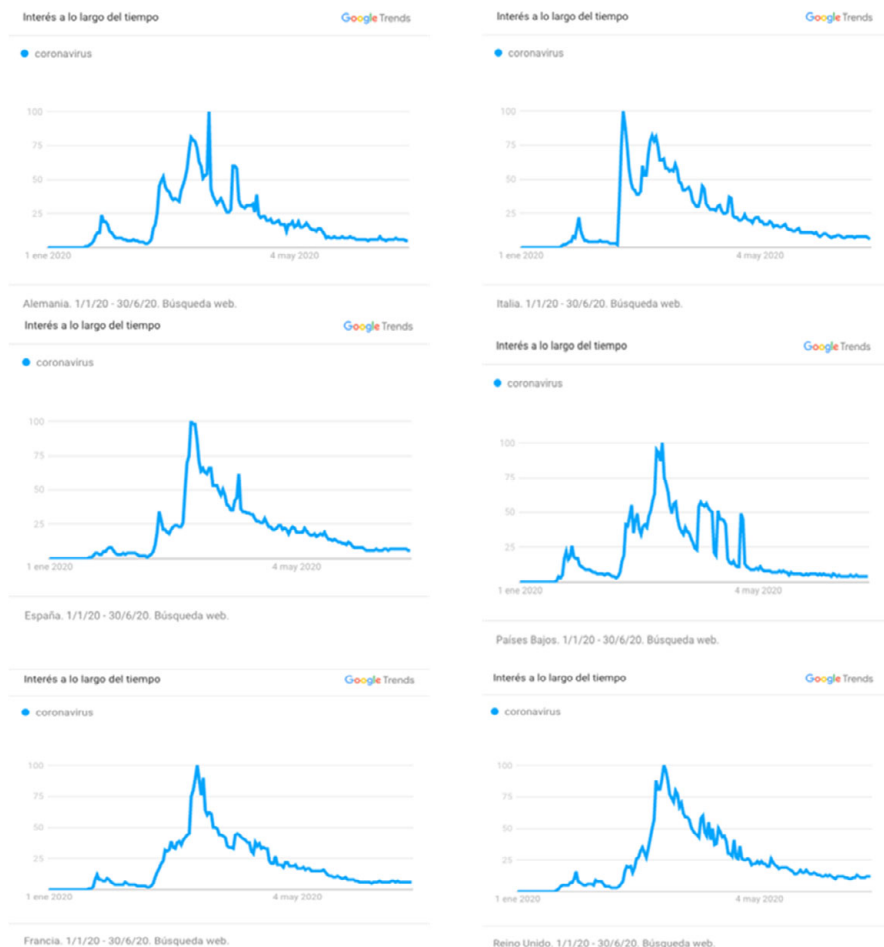 Interés a lo largo del tiempo Google Trends
coronavirus
100
75
50
25
1 ene 2020 4 may 2020
Alemania. 1/1/20 - 30/6/20. Búsqueda web.
Interés a lo largo del tiempo Google Trends
coronavirus
100
75
50
25
1 ene 2020 4 may 2020
Italia. 1/1/20 - 30/6/20. Búsqueda web.
Interés a lo largo del tiempo Google Trends
coronavirus
100
75
50
25
1 ene 2020 4 may 2020
España. 1/1/20 - 30/6/20. Búsqueda web.
Interés a lo largo del tiempo Google Trends
coronavirus
100
75
50
25
1 ene 2020 4 may 2020
Países Bajos. 1/1/20 - 30/6/20. Búsqueda web.
Interés a lo largo del tiempo Google Trends
coronavirus
100
75
50
25
1 ene 2020 4 may 2020
Francia. 1/1/20 - 30/6/20. Búsqueda web.
Interés a lo largo del tiempo Google Trends
coronavirus
100
75
50
25
1 ene 2020 4 may 2020
Reino Unido. 1/1/20 - 30/6/20. Búsqueda web.